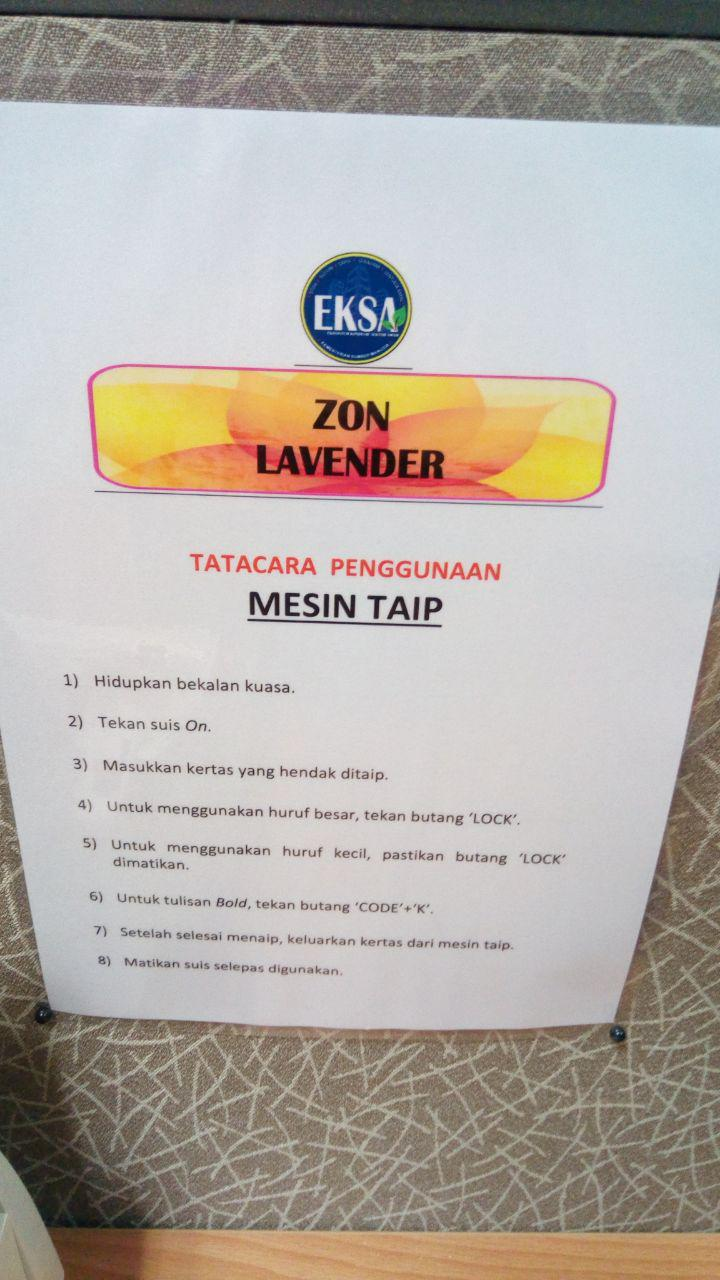 EKSA
ZON
LAVENDER
TATACARA PENGGUNAAN
MESIN TAIP
1) Hidupkan bekalan kuasa.
2) Tekan suis On.
3) Masukkan kertas yang hendak ditaip.
4) Untuk menggunakan huruf besar, tekan butang ‘LOCK’.
5) Untuk menggunakan huruf kecil, pastikan butang ‘LOCK’
dimatikan.
6) Untuk tulisan Bold, tekan butang ‘CODE’+‘K’.
7) Setelah selesai menaip, keluarkan kertas dari mesin taip.
8) Matikan suis selepas digunakan.